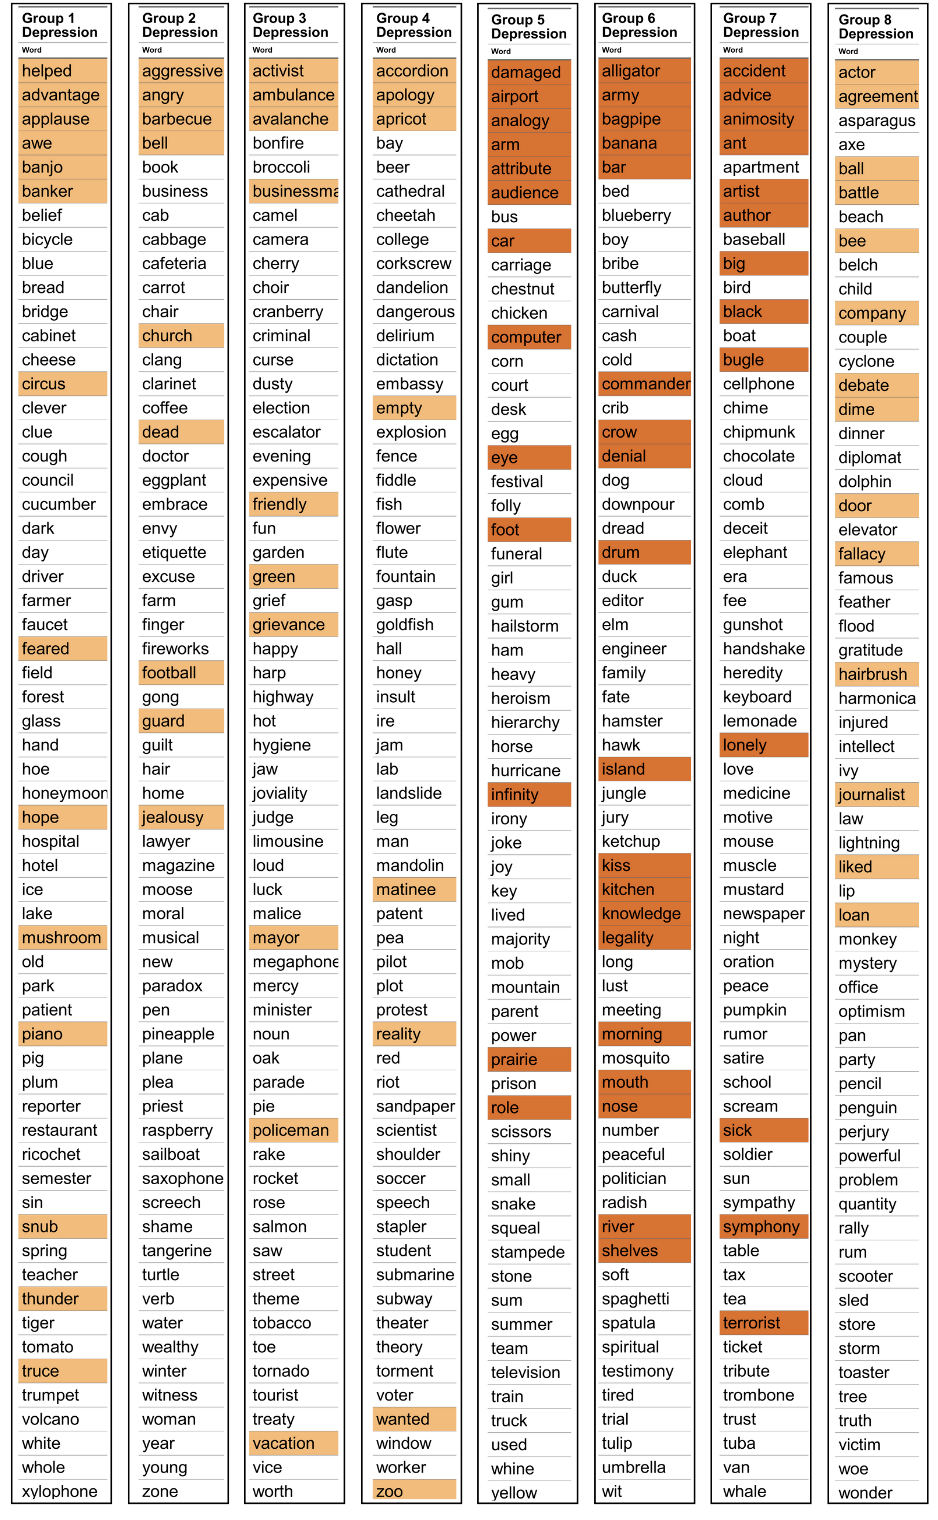 Group 1
Depression
Word
helped
advantage
applause
awe
banjo
banker
belief
bicycle
blue
bread
bridge
cabinet
cheese
circus
clever
clue
cough
council
cucumber
dark
day
driver
farmer
faucet
feared
field
forest
glass
hand
hoe
honeymoon
hope
hospital
hotel
ice
lake
mushroom
old
park
patient
piano
pig
plum
reporter
restaurant
ricochet
semester
sin
snub
spring
teacher
thunder
tiger
tomato
truce
trumpet
volcano
white
whole
xylophone
Group 2
Depression
Word
aggressive
angry
barbecue
bell
book
business
cab
cabbage
cafeteria
carrot
chair
church
clang
clarinet
coffee
dead
doctor
eggplant
embrace
envy
etiquette
excuse
farm
finger
fireworks
football
gong
guard
guilt
hair
home
jealousy
lawyer
magazine
moose
moral
musical
new
paradox
pen
pineapple
plane
plea
priest
raspberry
sailboat
saxophone
screech
shame
tangerine
turtle
verb
water
wealthy
winter
witness
woman
year
young
zone
Group 3
Depression
Word
activist
ambulance
avalanche
bonfire
broccoli
businessma
camel
camera
cherry
choir
cranberry
criminal
curse
dusty
election
escalator
evening
expensive
friendly
fun
garden
green
grief
grievance
happy
harp
highway
hot
hygiene
jaw
joviality
judge
limousine
loud
luck
malice
mayor
megaphone
mercy
minister
noun
oak
parade
pie
policeman
rake
rocket
rose
salmon
saw
street
theme
tobacco
toe
tornado
tourist
treaty
vacation
vice
worth
Group 4
Depression
Word
accordion
apology
apricot
bay
beer
cathedral
cheetah
college
corkscrew
dandelion
dangerous
delirium
dictation
embassy
empty
explosion
fence
fiddle
fish
flower
flute
fountain
gasp
goldfish
hall
honey
insult
ire
jam
lab
landslide
leg
man
mandolin
matinee
patent
pea
pilot
plot
protest
reality
red
riot
sandpaper
scientist
shoulder
soccer
speech
stapler
student
submarine
subway
theater
theory
torment
voter
wanted
window
worker
zoo
Group 5
Depression
Word
damaged
airport
analogy
arm
attribute
audience
bus
car
carriage
chestnut
chicken
computer
corn
court
desk
egg
eye
festival
folly
foot
funeral
girl
gum
hailstorm
ham
heavy
heroism
hierarchy
horse
hurricane
infinity
irony
joke
joy
key
lived
majority
mob
mountain
parent
power
prairie
prison
role
scissors
shiny
small
snake
squeal
stampede
stone
sum
summer
team
television
train
truck
used
whine
yellow
Group 6
Depression
Word
alligator
army
bagpipe
banana
bar
bed
blueberry
boy
bribe
butterfly
carnival
cash
cold
commander
crib
crow
denial
dog
downpour
dread
drum
duck
editor
elm
engineer
family
fate
hamster
hawk
island
jungle
jury
ketchup
kiss
kitchen
knowledge
legality
long
lust
meeting
morning
mosquito
mouth
nose
number
peaceful
politician
radish
river
shelves
soft
spaghetti
spatula
spiritual
testimony
tired
trial
tulip
umbrella
wit
Group 7
Depression
Word
accident
advice
animosity
ant
apartment
artist
author
baseball
big
bird
black
boat
bugle
cellphone
chime
chipmunk
chocolate
cloud
comb
deceit
elephant
era
fee
gunshot
handshake
heredity
keyboard
lemonade
lonely
love
medicine
motive
mouse
muscle
mustard
newspaper
night
oration
peace
pumpkin
rumor
satire
school
scream
sick
soldier
sun
sympathy
symphony
table
tax
tea
terrorist
ticket
tribute
trombone
trust
tuba
van
whale
Group 8
Depression
Word
actor
agreement
asparagus
axe
ball
battle
beach
bee
belch
child
company
couple
cyclone
debate
dime
dinner
diplomat
dolphin
door
elevator
fallacy
famous
feather
flood
gratitude
hairbrush
harmonica
injured
intellect
ivy
journalist
law
lightning
liked
lip
loan
monkey
mystery
office
optimism
pan
party
pencil
penguin
perjury
powerful
problem
quantity
rally
rum
scooter
sled
store
storm
toaster
tree
truth
victim
woe
wonder